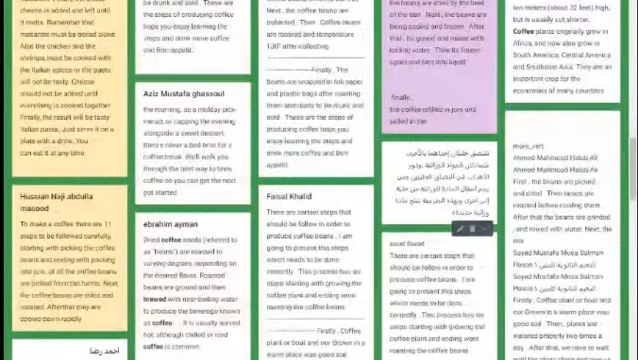 cheese is added and left until
it melts. Remember that
macaroni must be boiled alone.
Also the chicken and the
shrimps, must be cooked with
the Italian spices or the pasta
will not be tasty. Cheese
should not be added until
everything is cooked together
Finally, the result will be tasty
Italian pasta. Just serve it on a
plate with a drink. You
can eat it at any time
Hussian Naji abdulla
masood
To make a coffee there are 11
steps to be followed carefully,
starting with picking the coffee
beans and ending with packing
one jars. of all the coffee beans
we picked from the farms. Next,
the coffee beans are dried and
roasted. Afterthat they are
cooled down rapidly
احمد رضا
drunk and sold . These are
the steps of producing coffee
hope you enjoy learning the
steps and drink more coffee
and Bon appetit.
Aziz Mustafa ghassoul
the morning, as a midday pick-
me-up, or capping the evening
alongside a sweet dessert,
there's never a bad time for a
coffee break. We'll walk you
through the best way to brew
coffee so you can get the next
pot started
ebrahim ayman
Dried coffee seeds (referred to
as "beans") are roasted to
varying degrees, depending on
the desired flavor. Roasted
beans are ground and then
brewed with near-boiling water
to produce the beverage known
as coffee . It is usually served
hot, although chilled or iced
coffee is common.
Next , the coffee beans are
pulsered. Then . Coffee beans
are roasted and temperature
120° after collecting
Finally , The
beans are wrapped in foil paper
and plastic bags after roasting
them and ready to be drunk and
sold . These are the steps of
producing coffee hope you
enjoy learning the steps and
drink more coffee and Bon
appetit.
Faisal Khalid
There are certain steps that
should be follow in order to
produce coffee beans . I am
going to present this steps
which needs to be done
correctly . This process has six
steps starting with growing the
coffee plant and ending were
roasting the coffee beans
Firstly , Coffee
plant or boat and our Grown in
a warm place was good soil
the beans are dried by the heat
of the sun . Next , the beans are
being cooled and frozen . After
that , its grined and mixed with
boiling water. Then its frozen
again and turn into liquid
finally ,
the coffee is filled in jars and
sailed in the
said fouad
There are certain steps that
should be follow in order to
produce coffee beans . I am
going to present this steps
which needs to be done
correctly . This process has six
steps starting with growing the
coffee plant and ending were
roasting the coffee beans
ten meters (about 32 feet) high,
but is usually cut shorter.
Coffee plants originally grew in
Africa, and now also grow in
South America, Central America
and Southeast Asia. They are an
important crop for the
economies of many countries
more_vert
Ahmed Mahmood Habib Ali
Ahmed Mahmood Habib Ali
First , the beans are picked
and dried . Then beans are
roasted before cooling them .
After that the beans are grinded
and mixed with water. Next, the
mix
Sayed Mustafa Mosa Salman
Sayed Mustafa Mosa Salman
Firstly , Coffee plant or boat and
our Grown is a warm place was
good soil . Then, plants are
watered properly every two times a
day . After that, we have to wait